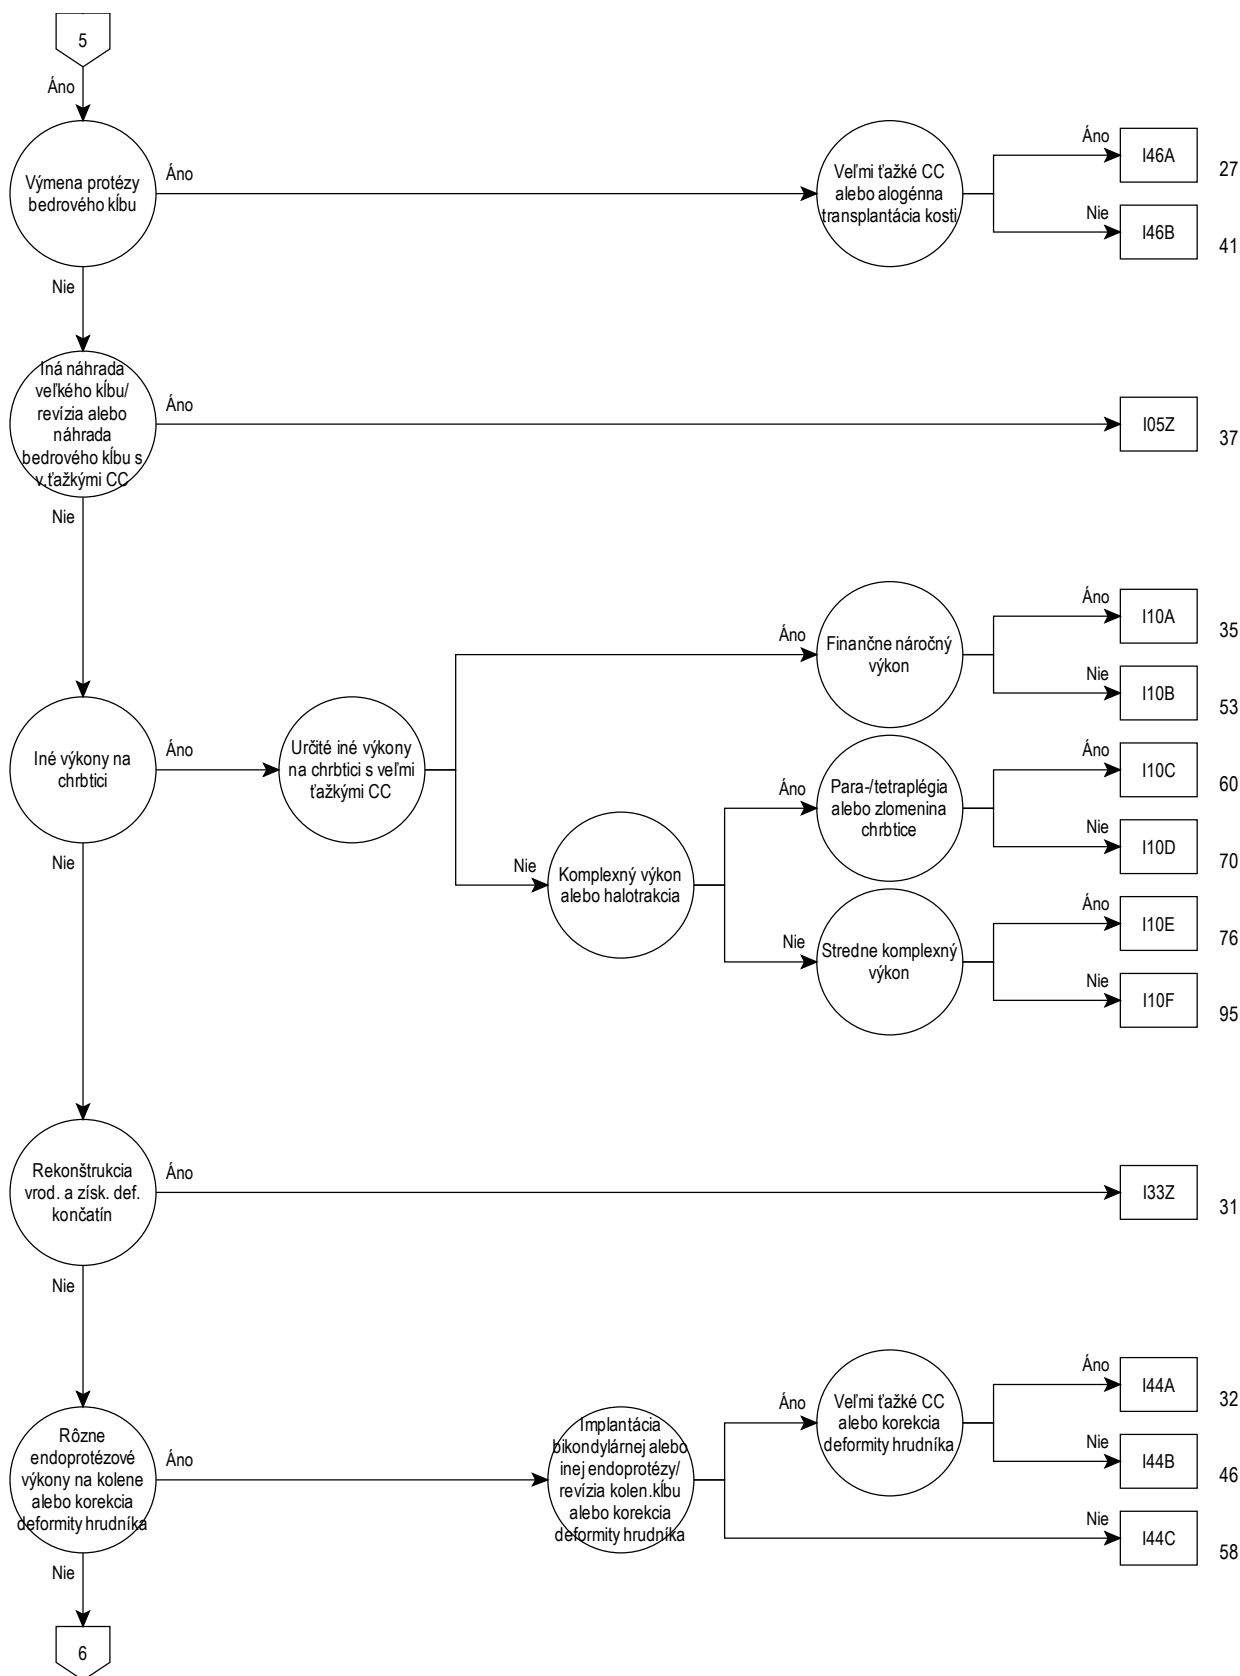 5
Áno
Výmena protézy
bedrového kĺbu
Áno
Veľmi ťažké CC
alebo alogénna
transplantácia kosti
Áno
I46A
27
Nie
I46B
41
Nie
Iná náhrada
veľkého kĺbu/
revízia alebo
náhrada
bedrového kĺbu s
v.ťažkými CC
Áno
I05Z
37
Nie
Iné výkony na
chrbtici
Áno
Určité iné výkony
na chrbtici s veľmi
ťažkými CC
Áno
Finančne náročný
výkon
Áno
I10A
35
Nie
I10B
53
Nie
Komplexný výkon
alebo halotrakcia
Áno
Para-/tetraplégia
alebo zlomenina
chrbtice
Áno
I10C
60
Nie
I10D
70
Nie
Stredne komplexný
výkon
Áno
I10E
76
Nie
I10F
95
Nie
Rekonštrukcia
vrod. a získ. def.
končatín
Áno
I33Z
31
Nie
Rôzne
endoprotézové
výkony na kolene
alebo korekcia
deformity hrudníka
Áno
Implantácia
bikondylárnej alebo
inej endoprotézy/
revízia kolen.kĺbu
alebo korekcia
deformity hrudníka
Áno
Veľmi ťažké CC
alebo korekcia
deformity hrudníka
Áno
I44A
32
Nie
I44B
46
Nie
I44C
58
Nie
6